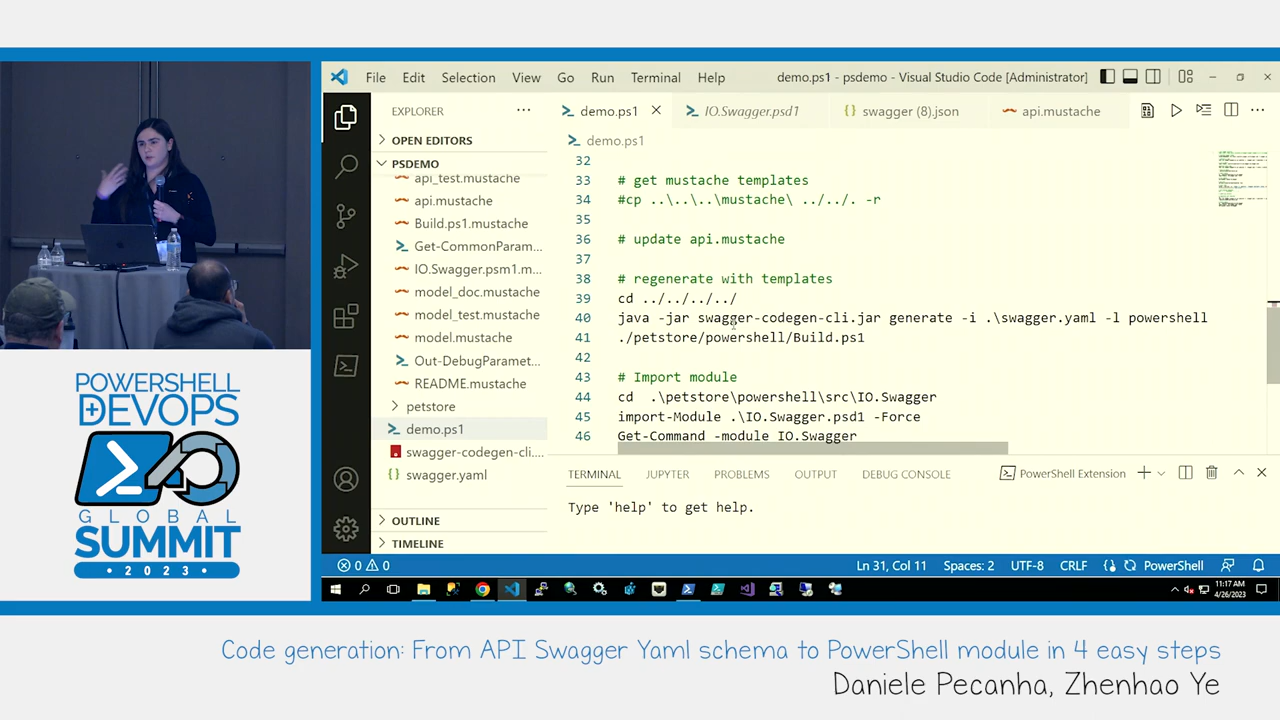 File Edit Selection View Go Run Terminal Help demo.ps1 - psdemo - Visual Studio Code [Administrator]
EXPLORER ...
OPEN EDITORS
PSDEMO
api_test.mustache
api.mustache
Build.ps1.mustache
Get-CommonParam...
IO.Swagger.psm1.m...
model_doc.mustache
model_test.mustache
model.mustache
Out-DebugParamet...
README.mustache
petstore
demo.ps1
swagger-codegen-cli....
swagger.yaml
OUTLINE
TIMELINE
demo.ps1 IO.Swagger.psd1 swagger (8).json api.mustache ...
demo.ps1
32
33 # get mustache templates
34 #cp ..\..\..\mustache\ ../../. -r
35
36 # update api.mustache
37
38 # regenerate with templates
39 cd ../../../../
40 java -jar swagger-codegen-cli.jar generate -i .\swagger.yaml -l powershell
41 ./petstore/powershell/Build.ps1
42
43 # Import module
44 cd .\petstore\powershell\src\IO.Swagger
45 import-Module .\IO.Swagger.psd1 -Force
46 Get-Command -module IO.Swagger
TERMINAL JUPYTER PROBLEMS OUTPUT DEBUG CONSOLE PowerShell Extension
Type 'help' to get help.
0 0 Ln 31, Col 11 Spaces: 2 UTF-8 CRLF PowerShell
11:17 AM
4/26/2023
POWERSHELL
+DEVOPS
GLOBAL
SUMMIT
• 2023 •
Code generation: From API Swagger Yaml schema to PowerShell module in 4 easy steps
Daniele Pecanha, Zhenhao Ye